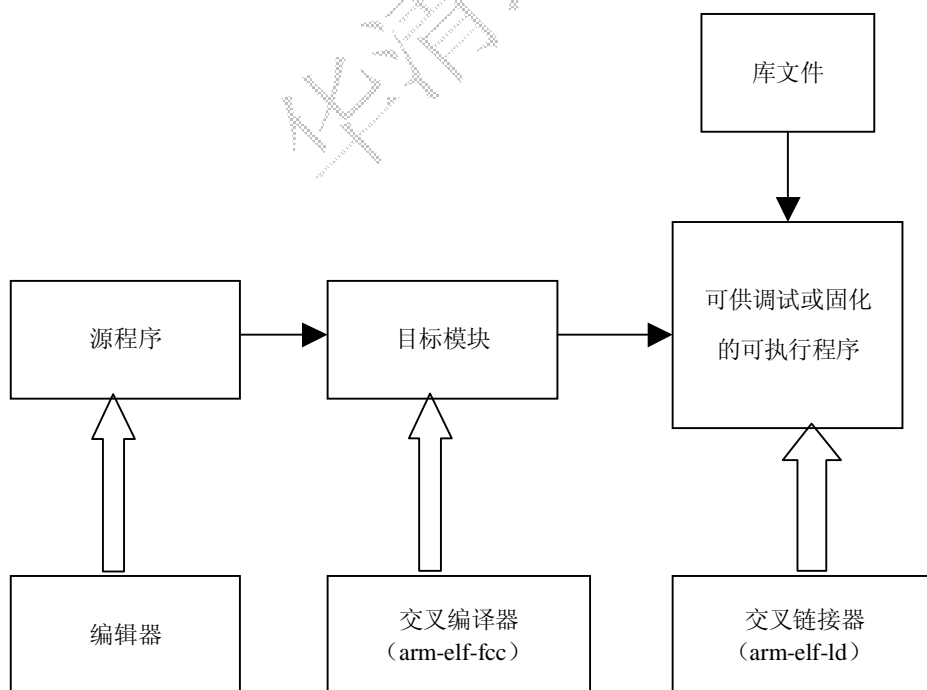 华清
库文件
源程序
目标模块
可供调试或固化
的可执行程序
编辑器
交叉编译器
（arm-elf-fcc）
交叉链接器
（arm-elf-ld）